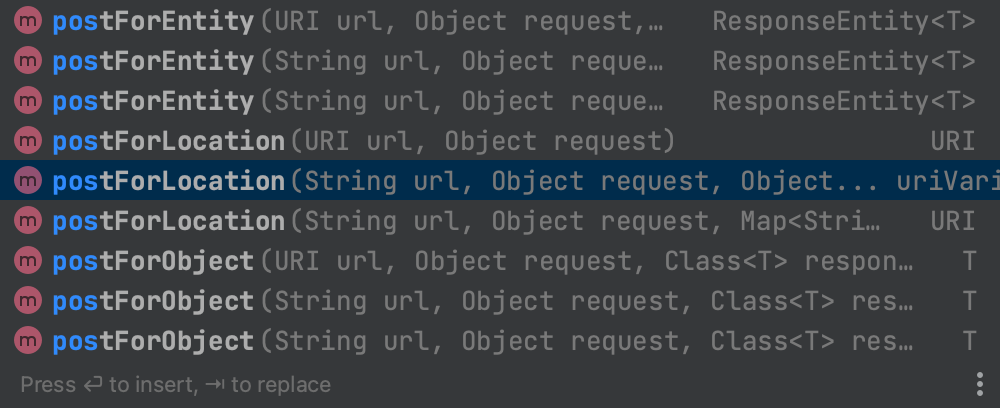 m postForEntity(URI url, Object request,… ResponseEntity<T>
m postForEntity(String url, Object reque… ResponseEntity<T>
m postForEntity(String url, Object reque… ResponseEntity<T>
m postForLocation(URI url, Object request) URI
m postForLocation(String url, Object request, Object... uriVari
m postForLocation(String url, Object request, Map<Stri… URI
m postForObject(URI url, Object request, Class<T> respon… T
m postForObject(String url, Object request, Class<T> res… T
m postForObject(String url, Object request, Class<T> res… T
Press ⏎ to insert, ⇥ to replace